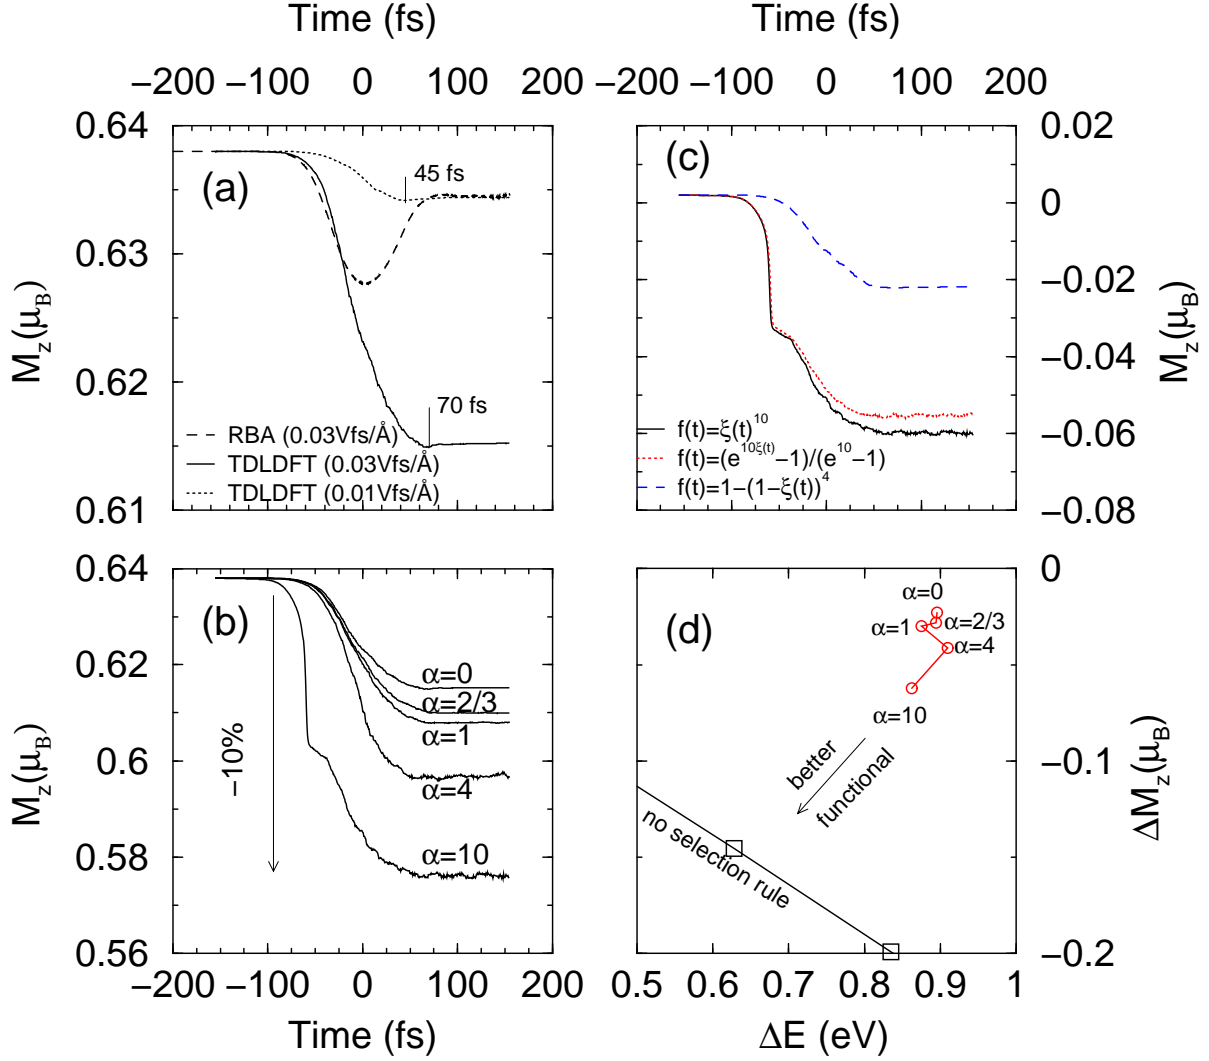 Time (fs)
Time (fs)
−200 −100 0 100 200
−200 −100 0 100 200
0.64
0.63
0.62
0.61
M_z(μ_B)
(a)
45 fs
70 fs
RBA (0.03Vfs/Å)
TDLDFT (0.03Vfs/Å)
TDLDFT (0.01Vfs/Å)
(c)
f(t)=ξ(t)^10
f(t)=(e^10ξ(t)−1)/(e^10−1)
f(t)=1−(1−ξ(t))^4
0.02
0
−0.02
−0.04
−0.06
−0.08
M_z(μ_B)
0.64
0.62
0.6
0.58
0.56
M_z(μ_B)
(b)
−10%
α=0
α=2/3
α=1
α=4
α=10
−200 −100 0 100 200
Time (fs)
(d)
α=0
α=2/3
α=1
α=4
α=10
better
functional
no selection rule
0
−0.1
−0.2
ΔM_z(μ_B)
0.5 0.6 0.7 0.8 0.9 1
ΔE (eV)